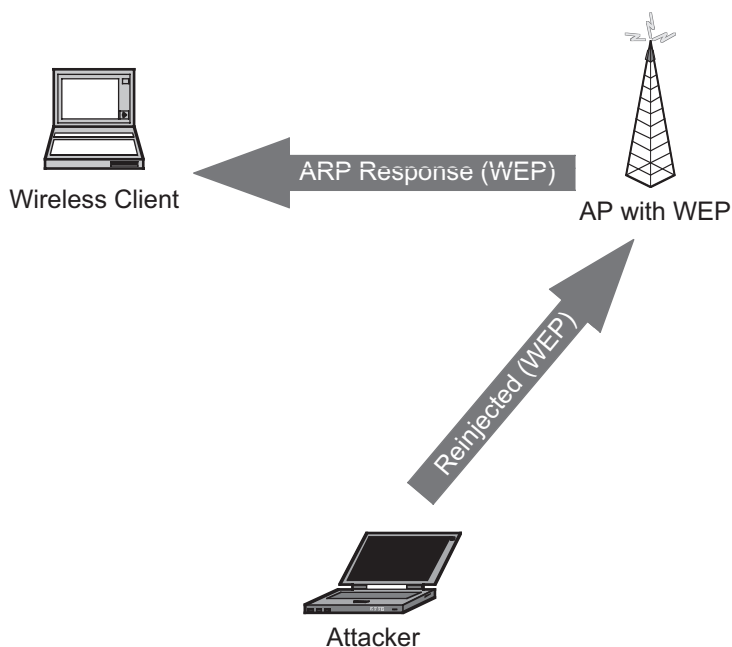 ARP Response (WEP)
Wireless Client
AP with WEP
Reinjected (WEP)
Attacker